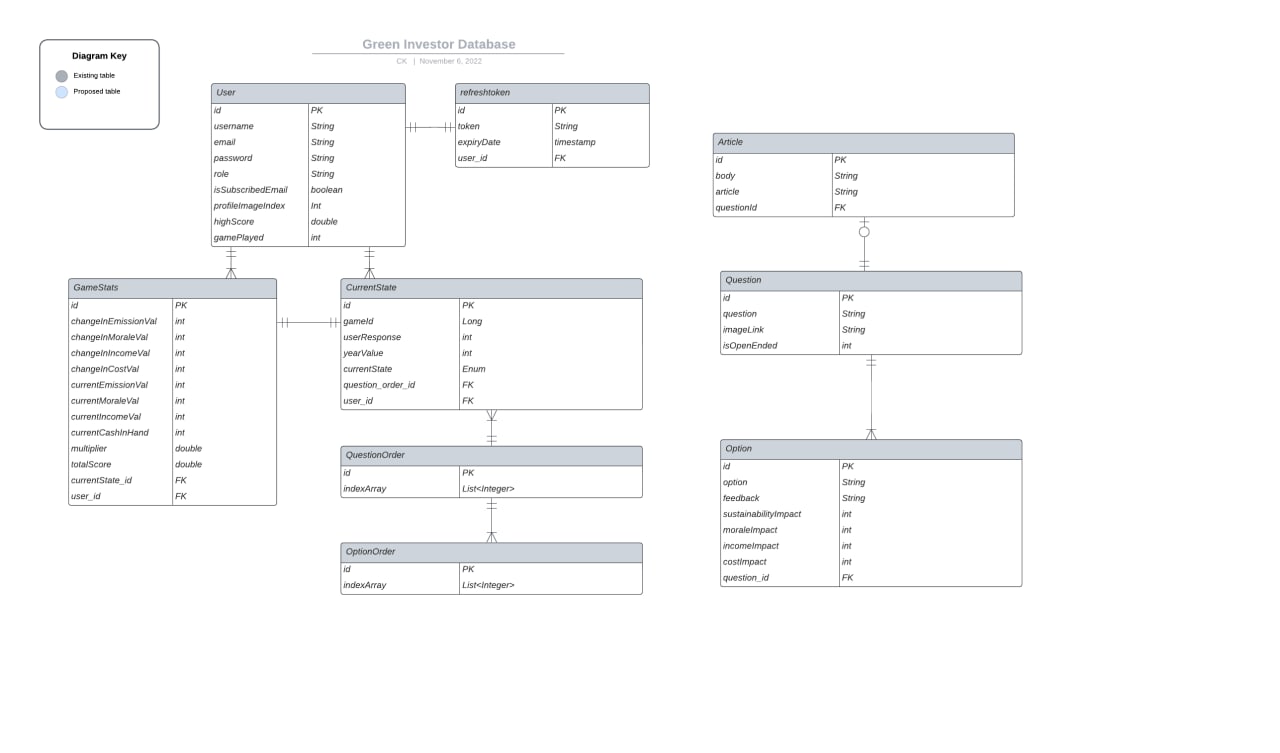 Green Investor Database
CK | November 6, 2022
Diagram Key
Existing table
Proposed table
User
id PK
username String
email String
password String
role String
isSubscribedEmail boolean
profileImageIndex Int
highScore double
gamePlayed int
refreshtoken
id PK
token String
expiryDate timestamp
user_id FK
Article
id PK
body String
article String
questionId FK
GameStats
id PK
changeInEmissionVal int
changeInMoraleVal int
changeInIncomeVal int
changeInCostVal int
currentEmissionVal int
currentMoraleVal int
currentIncomeVal int
currentCashInHand int
multiplier double
totalScore double
currentState_id FK
user_id FK
CurrentState
id PK
gameId Long
userResponse int
yearValue int
currentState Enum
question_order_id FK
user_id FK
Question
id PK
question String
imageLink String
isOpenEnded int
QuestionOrder
id PK
indexArray List<Integer>
OptionOrder
id PK
indexArray List<Integer>
Option
id PK
option String
feedback String
sustainabilityImpact int
moraleImpact int
incomeImpact int
costImpact int
question_id FK